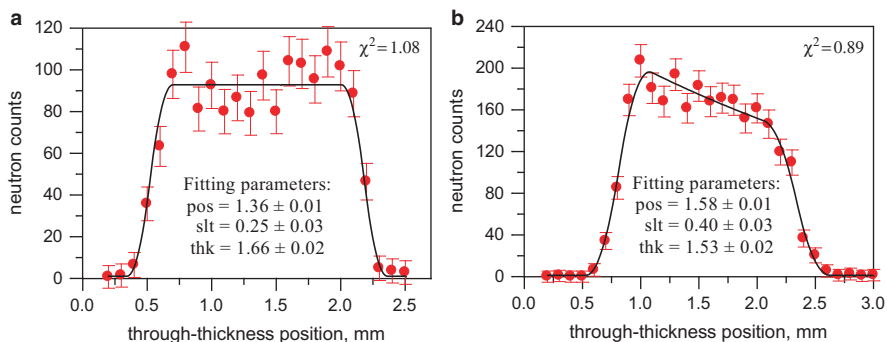 a
χ²=1.08
120
100
80
60
40
20
0
neutron counts
Fitting parameters:
pos = 1.36 ± 0.01
slt = 0.25 ± 0.03
thk = 1.66 ± 0.02
0.0 0.5 1.0 1.5 2.0 2.5
through-thickness position, mm
b
χ²=0.89
240
200
160
120
80
40
0
neutron counts
Fitting parameters:
pos = 1.58 ± 0.01
slt = 0.40 ± 0.03
thk = 1.53 ± 0.02
0.0 0.5 1.0 1.5 2.0 2.5 3.0
through-thickness position, mm